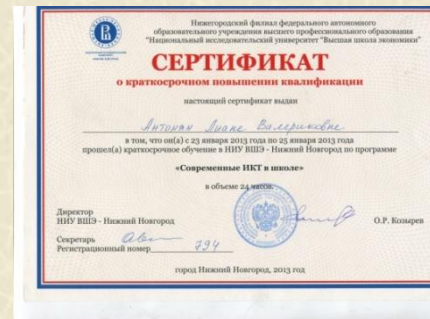 Нижегородский филиал федерального автономного
образовательного учреждения высшего профессионального образования
"Национальный исследовательский университет "Высшая школа экономики"
СЕРТИФИКАТ
о краткосрочном повышении квалификации
настоящий сертификат выдан
Антонян Лиане Валериковне
в том, что он(а) с 23 января 2013 года по 25 января 2013 года
прошел(а) краткосрочное обучение в НИУ ВШЭ - Нижний Новгород по программе
«Современные ИКТ в школе»
в объеме 24 часов.
Директор
НИУ ВШЭ - Нижний Новгород
О.Р. Козырев
Секретарь
Регистрационный номер 794
город Нижний Новгород, 2013 год